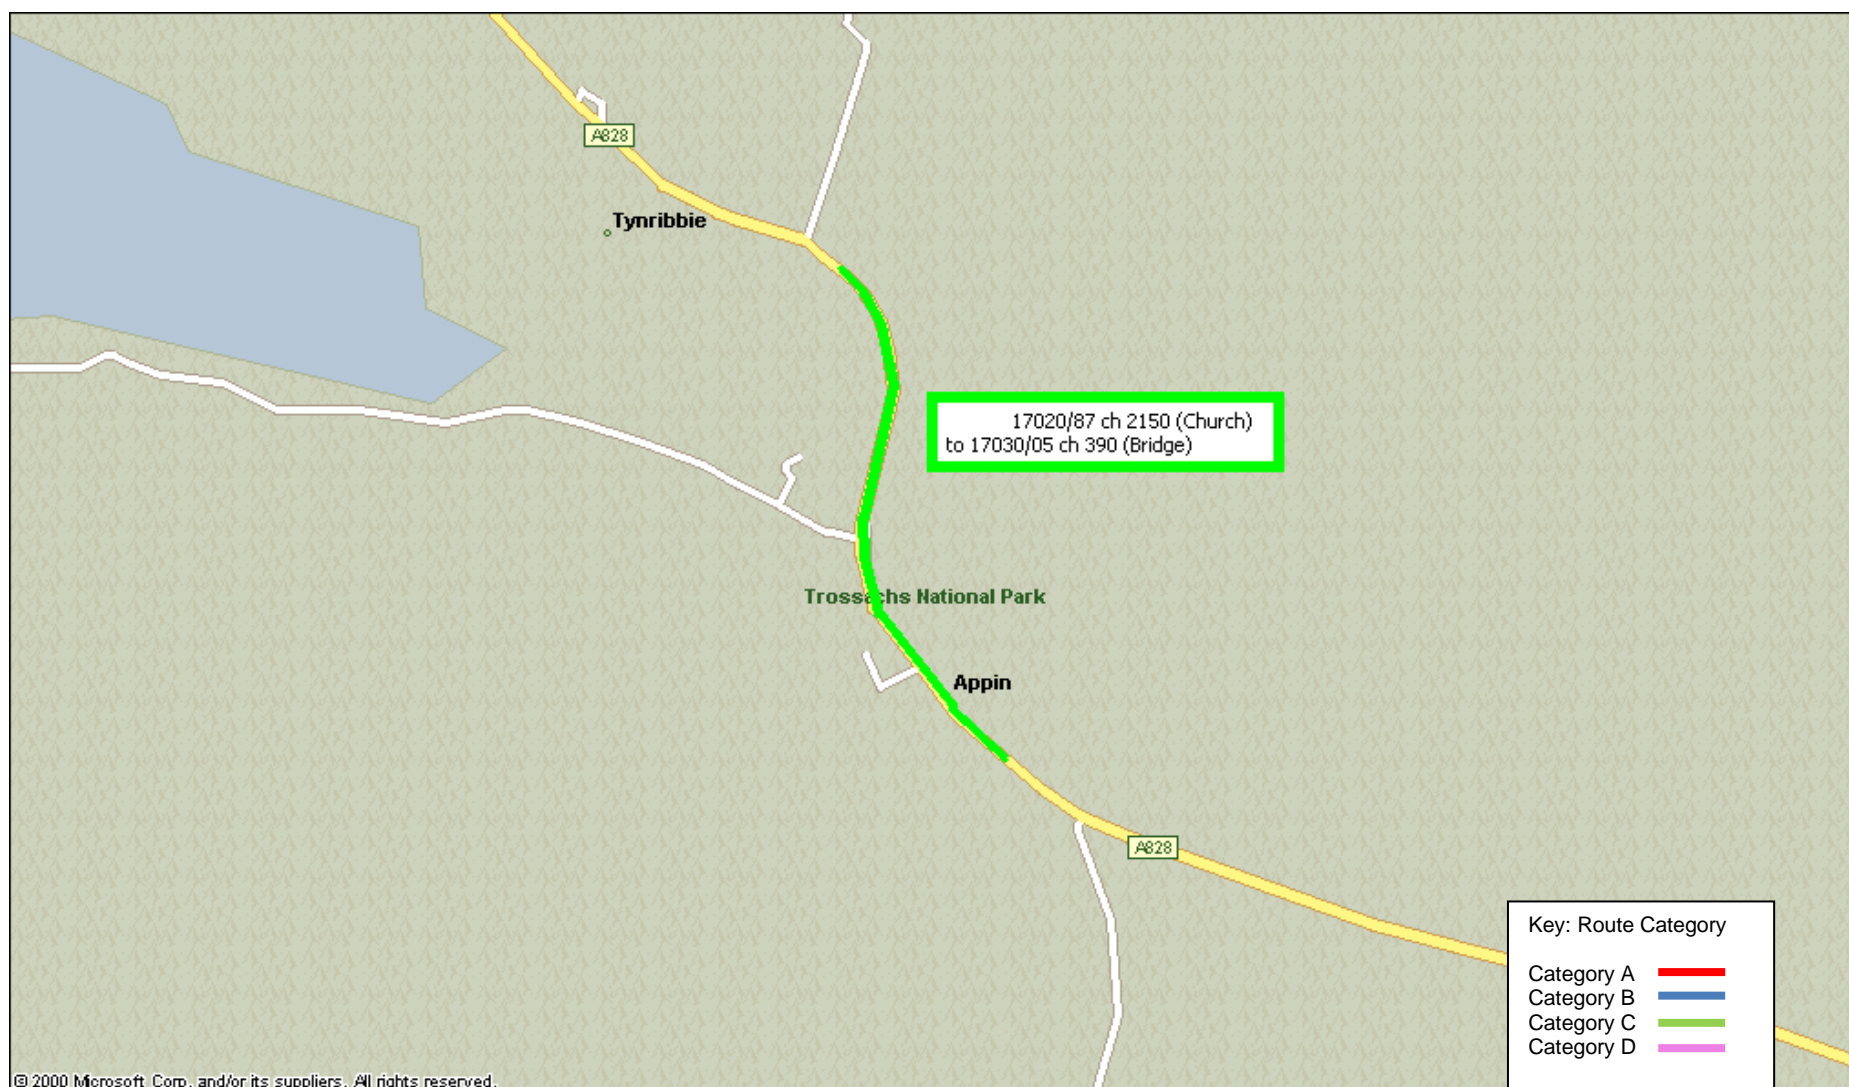 A828
Tynribbie
17020/87 ch 2150 (Church)
to 17030/05 ch 390 (Bridge)
Trossachs National Park
Appin
A828
Key: Route Category
Category A
Category B
Category C
Category D
© 2000 Microsoft Corp. and/or its suppliers. All rights reserved.